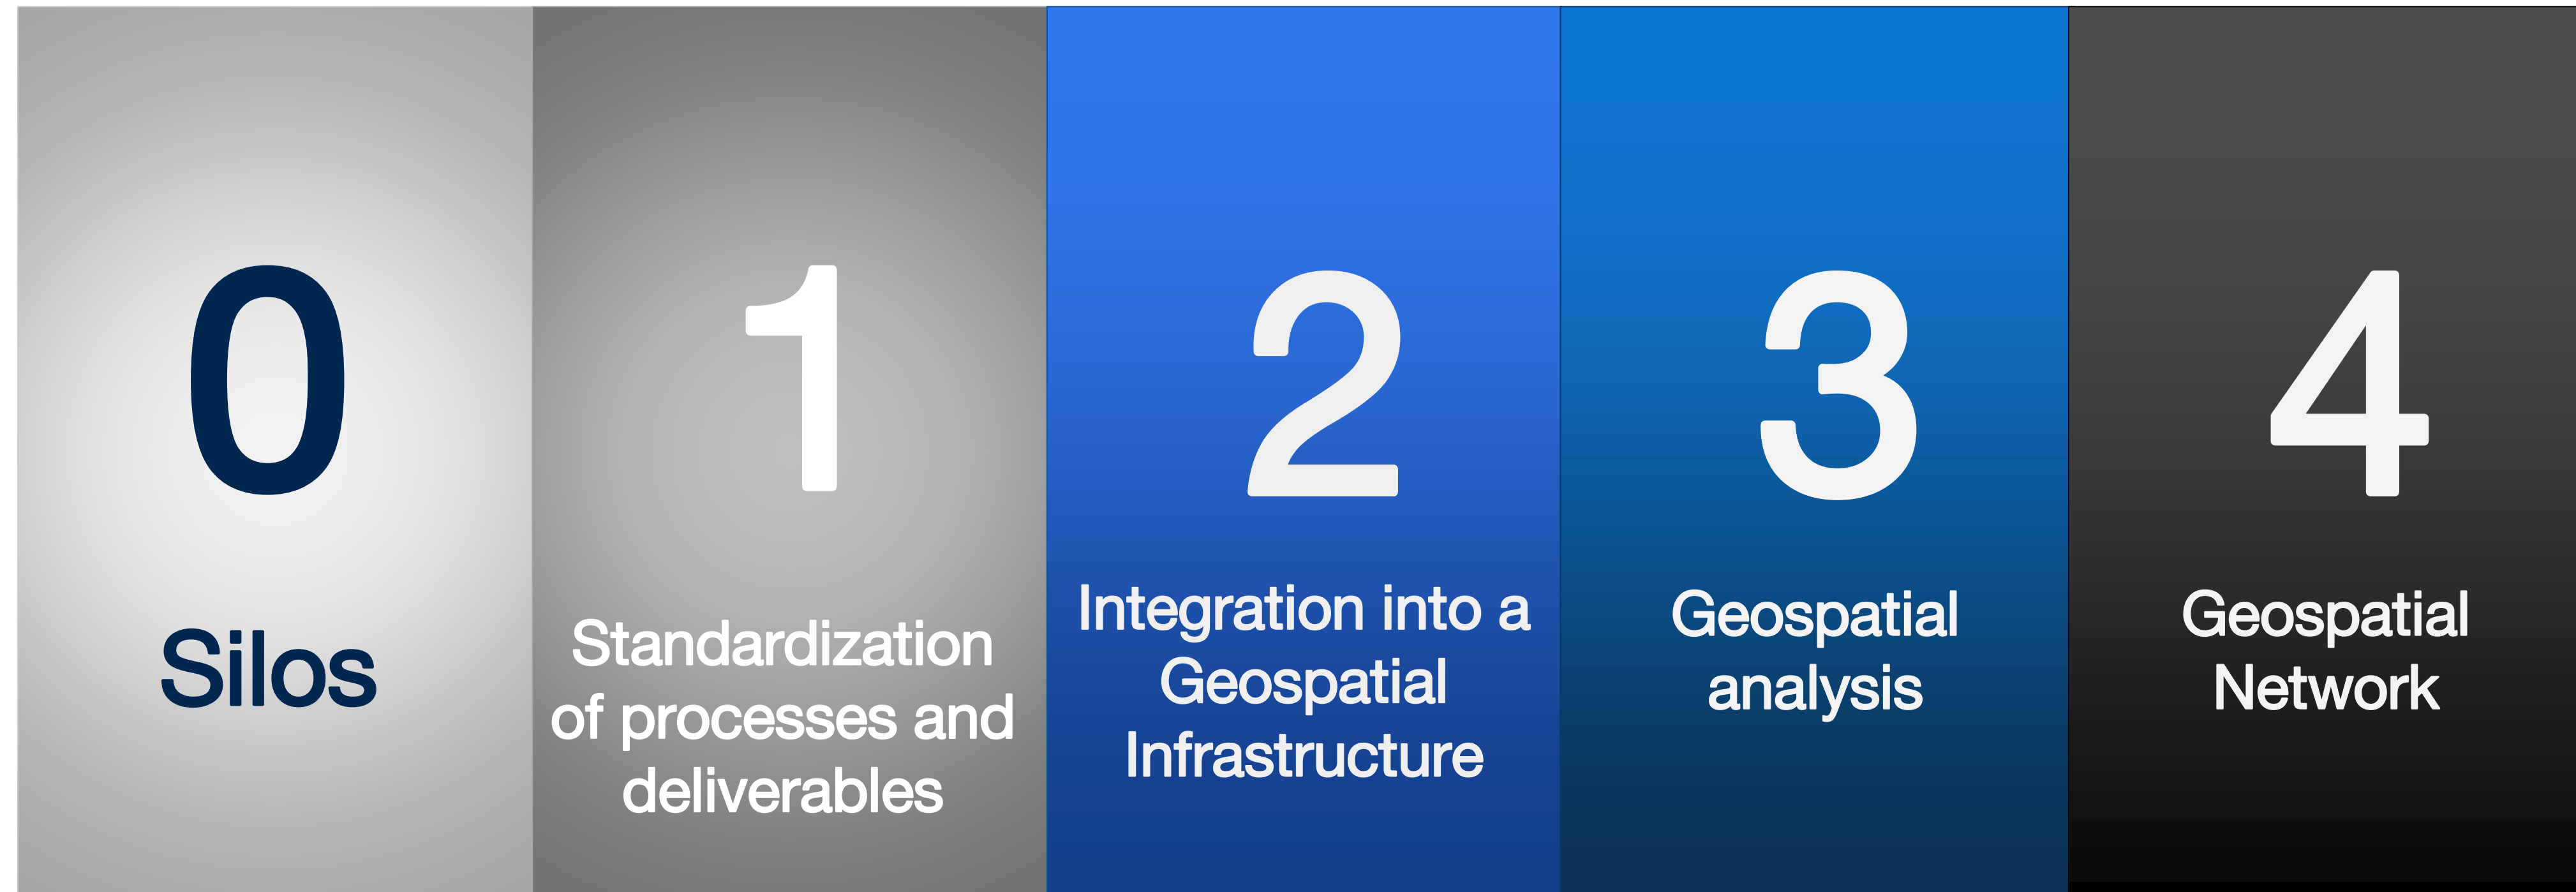 0
Silos
1
Standardization
of processes and
deliverables
2
Integration into a
Geospatial
Infrastructure
3
Geospatial
analysis
4
Geospatial
Network